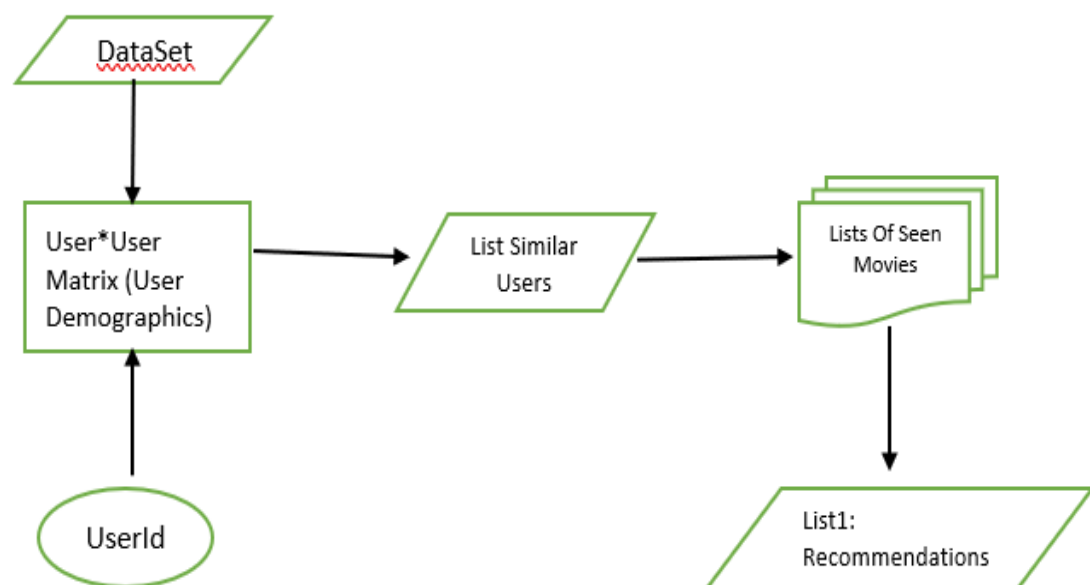 DataSet
User*User
Matrix (User
Demographics)
List Similar
Users
Lists Of Seen
Movies
UserId
List1:
Recommendations